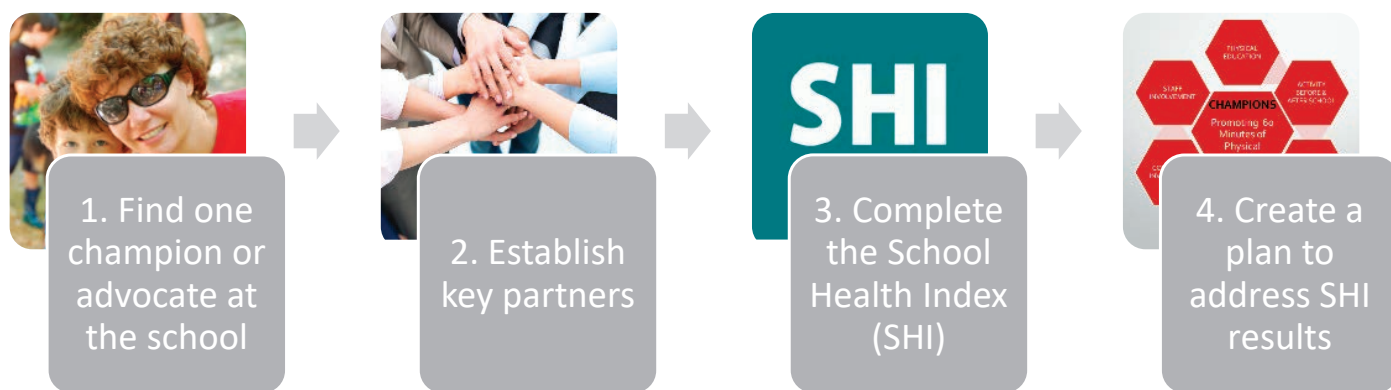 SHI
PHYSICAL
EDUCATION
STAFF
INVOLVEMENT
ACTIVITY
BEFORE &
AFTER SCHOOL
CHAMPIONS
Promoting 60
Minutes of
Physical
1. Find one
champion or
advocate at
the school
2. Establish
key partners
3. Complete
the School
Health Index
(SHI)
4. Create a
plan to
address SHI
results